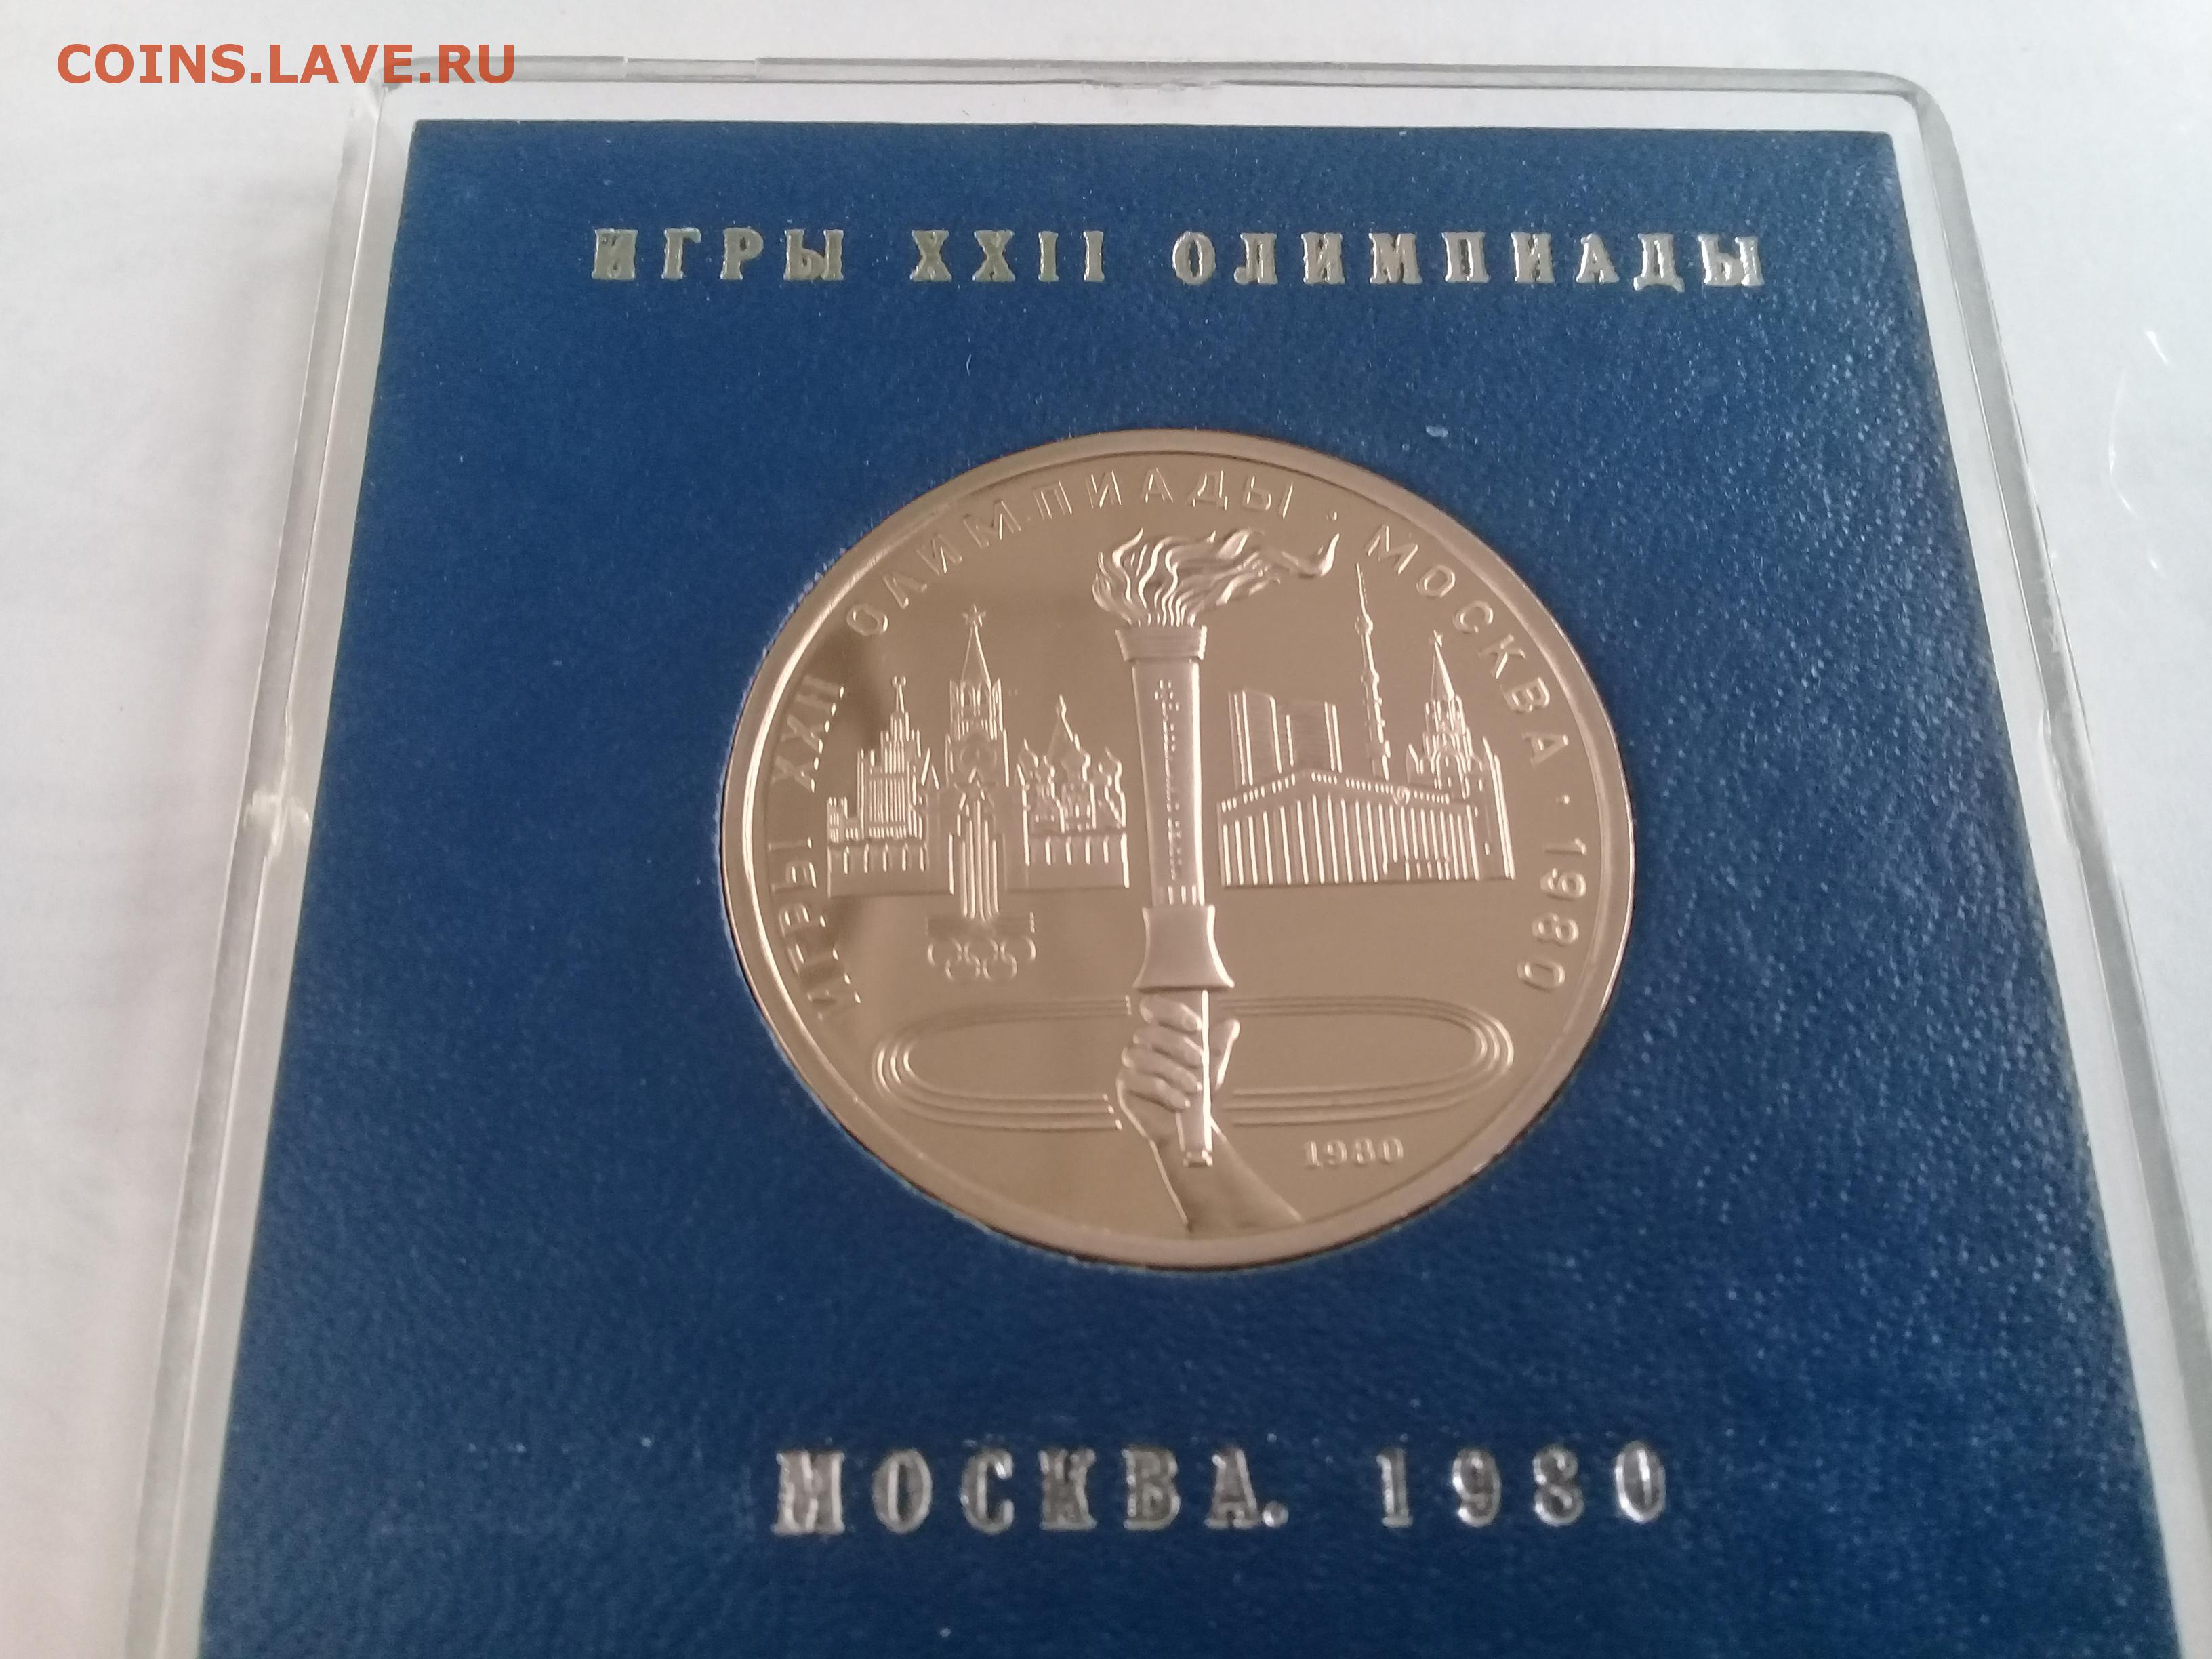 COINS.LAVE.RU
ИГРЫ XXII ОЛИМПИАДЫ
ИГРЫ XXII ОЛИМПИАДЫ · МОСКВА · 1980
1980
МОСКВА. 1980